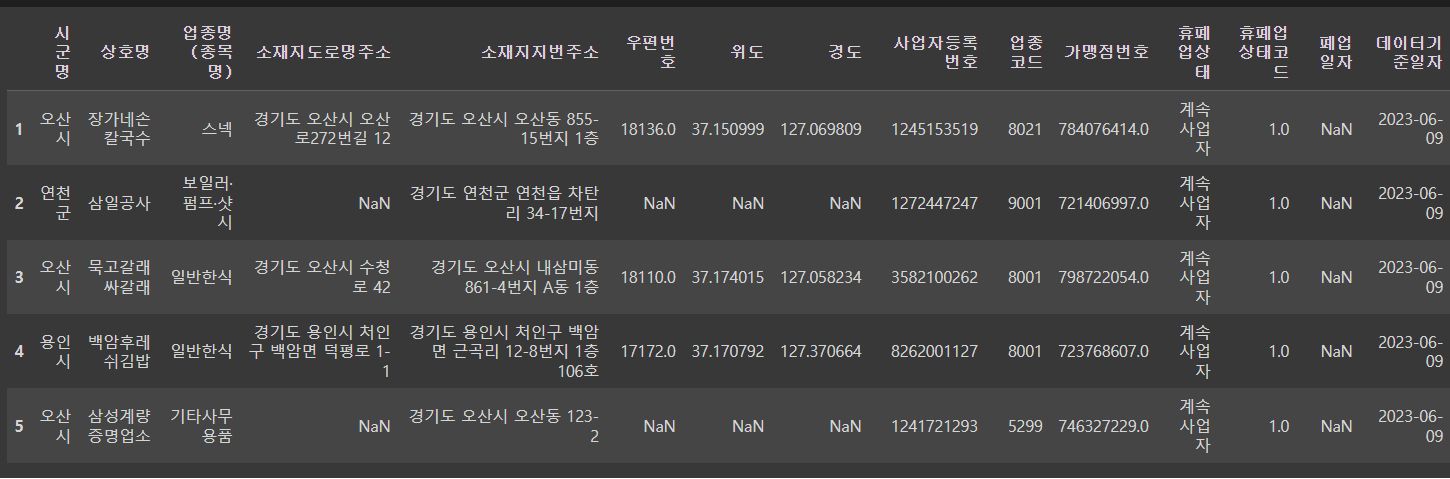 시군명 상호명 업종명(종목명) 소재지도로명주소 소재지지번주소 우편번호 위도 경도 사업자등록번호 업종코드 가맹점번호 휴폐업상태 휴폐업상태코드 폐업일자 데이터기준일자
1 오산시 장가네손칼국수 스넥 경기도 오산시 오산로272번길 12 경기도 오산시 오산동 855-15번지 1층 18136.0 37.150999 127.069809 1245153519 8021 784076414.0 계속사업자 1.0 NaN 2023-06-09
2 연천군 삼일공사 보일러·펌프·샷시 NaN 경기도 연천군 연천읍 차탄리 34-17번지 NaN NaN NaN 1272447247 9001 721406997.0 계속사업자 1.0 NaN 2023-06-09
3 오산시 묵고갈래싸갈래 일반한식 경기도 오산시 수청로 42 경기도 오산시 내삼미동 861-4번지 A동 1층 18110.0 37.174015 127.058234 3582100262 8001 798722054.0 계속사업자 1.0 NaN 2023-06-09
4 용인시 백암후레쉬김밥 일반한식 경기도 용인시 처인구 백암면 덕평로 1-1 경기도 용인시 처인구 백암면 근곡리 12-8번지 1층 106호 17172.0 37.170792 127.370664 8262001127 8001 723768607.0 계속사업자 1.0 NaN 2023-06-09
5 오산시 삼성계량증명업소 기타사무용품 NaN 경기도 오산시 오산동 123-2 NaN NaN NaN 1241721293 5299 746327229.0 계속사업자 1.0 NaN 2023-06-09